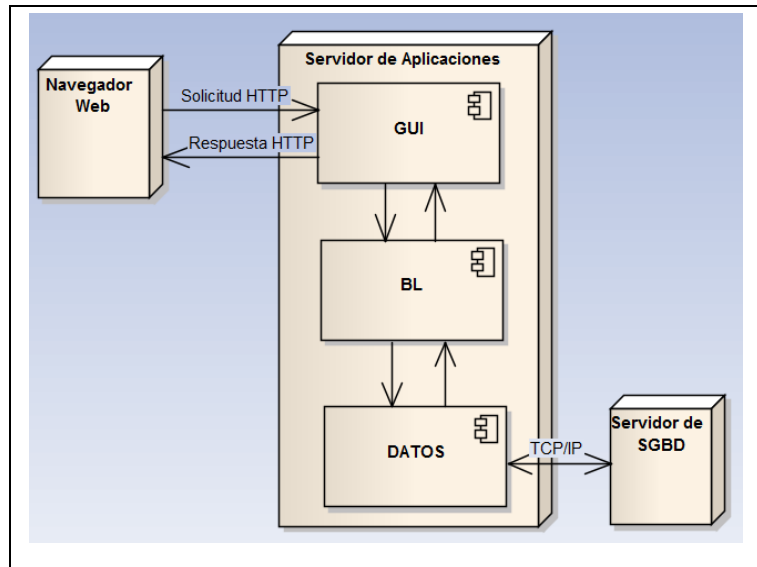 Servidor de Aplicaciones
Navegador
Web
Solicitud HTTP
Respuesta HTTP
GUI
BL
DATOS
TCP/IP
Servidor de
SGBD